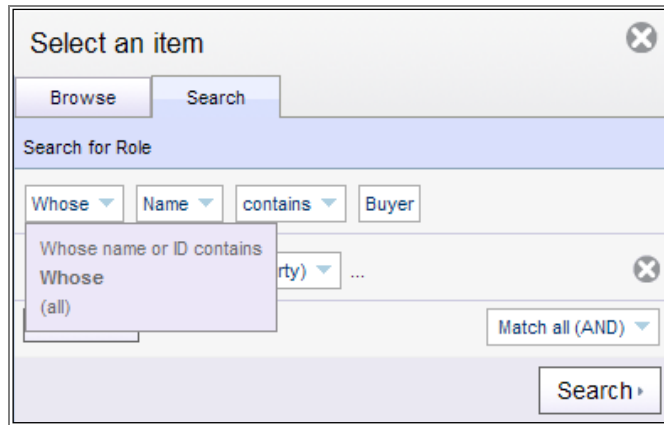 Select an item
Browse Search
Search for Role
Whose Name contains Buyer
Whose name or ID contains
Whose
(all)
rty) ...
Match all (AND)
Search